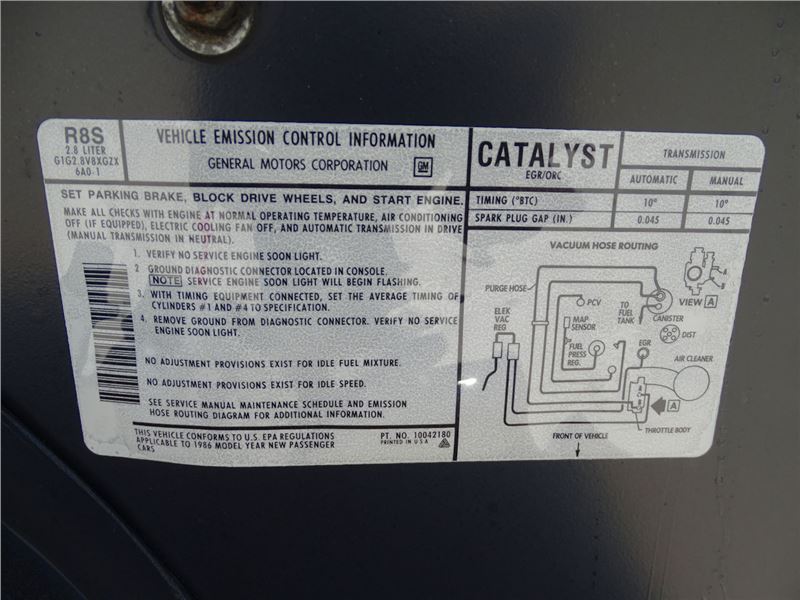 R8S
2.8 LITER
G1G2.8V8XGZX
6A0-1
VEHICLE EMISSION CONTROL INFORMATION
GENERAL MOTORS CORPORATION GM
SET PARKING BRAKE, BLOCK DRIVE WHEELS, AND START ENGINE.
MAKE ALL CHECKS WITH ENGINE AT NORMAL OPERATING TEMPERATURE, AIR CONDITIONING
OFF (IF EQUIPPED), ELECTRIC COOLING FAN OFF, AND AUTOMATIC TRANSMISSION IN DRIVE
(MANUAL TRANSMISSION IN NEUTRAL).
1. VERIFY NO SERVICE ENGINE SOON LIGHT.
2 GROUND DIAGNOSTIC CONNECTOR LOCATED IN CONSOLE.
NOTE SERVICE ENGINE SOON LIGHT WILL BEGIN FLASHING.
3. WITH TIMING EQUIPMENT CONNECTED, SET THE AVERAGE TIMING OF
CYLINDERS #1 AND #4 TO SPECIFICATION.
4. REMOVE GROUND FROM DIAGNOSTIC CONNECTOR. VERIFY NO SERVICE
ENGINE SOON LIGHT.
NO ADJUSTMENT PROVISIONS EXIST FOR IDLE FUEL MIXTURE.
NO ADJUSTMENT PROVISIONS EXIST FOR IDLE SPEED.
SEE SERVICE MANUAL MAINTENANCE SCHEDULE AND EMISSION
HOSE ROUTING DIAGRAM FOR ADDITIONAL INFORMATION.
THIS VEHICLE CONFORMS TO U.S. EPA REGULATIONS
APPLICABLE TO 1986 MODEL YEAR NEW PASSENGER
CARS
PT. NO. 10042180
PRINTED IN U.S.A.
CATALYST
EGR/ORC
TRANSMISSION
AUTOMATIC MANUAL
TIMING (°BTC) 10° 10°
SPARK PLUG GAP (IN.) 0.045 0.045
VACUUM HOSE ROUTING
PURGE HOSE
PCV
TO
FUEL
TANK
CANISTER
VIEW A
ELEK
VAC
REG
MAP
SENSOR
DIST
FUEL
PRESS
REG.
EGR
AIR CLEANER
A
THROTTLE BODY
FRONT OF VEHICLE